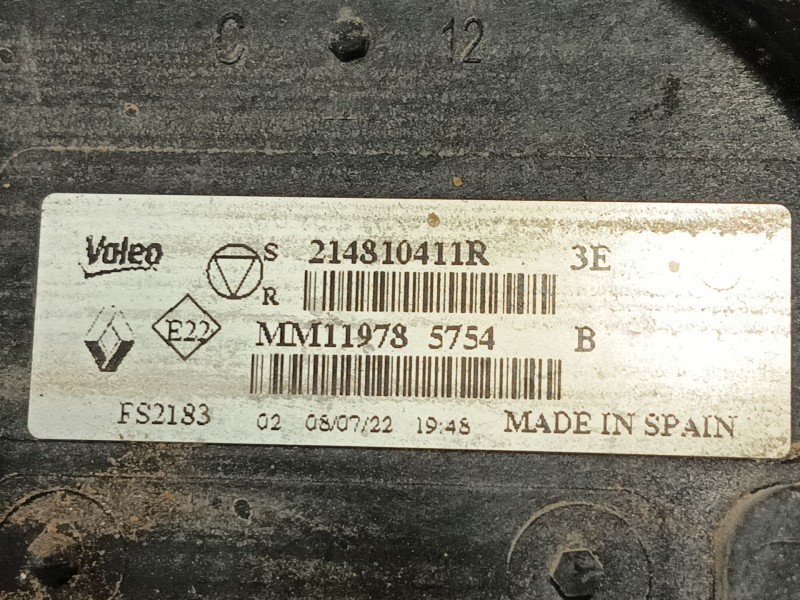 C 12
Valeo S 214810411R 3E
R
E22 MM11978 5754 B
FS2183 02 08/07/22 19:48 MADE IN SPAIN